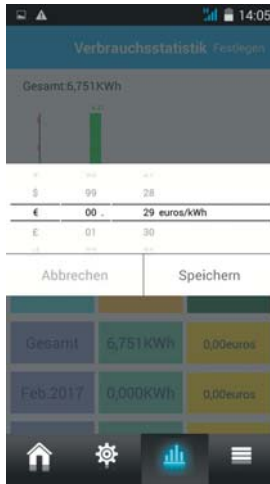 14:05
Verbrauchsstatistik Festlegen
Gesamt:6,751KWh
$ 99 28
€ 00 . 29 euros/kWh
£ 01 30
Abbrechen Speichern
Gesamt 6,751KWh 0,00euros
Feb.2017 0,000KWh 0,00euros